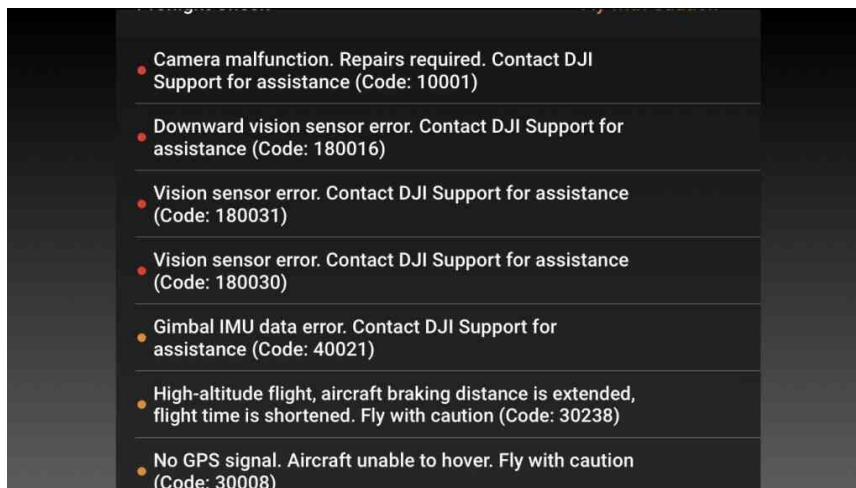 Camera malfunction. Repairs required. Contact DJI
Support for assistance (Code: 10001)
Downward vision sensor error. Contact DJI Support for
assistance (Code: 180016)
Vision sensor error. Contact DJI Support for assistance
(Code: 180031)
Vision sensor error. Contact DJI Support for assistance
(Code: 180030)
Gimbal IMU data error. Contact DJI Support for
assistance (Code: 40021)
High-altitude flight, aircraft braking distance is extended,
flight time is shortened. Fly with caution (Code: 30238)
No GPS signal. Aircraft unable to hover. Fly with caution
(Code: 30008)